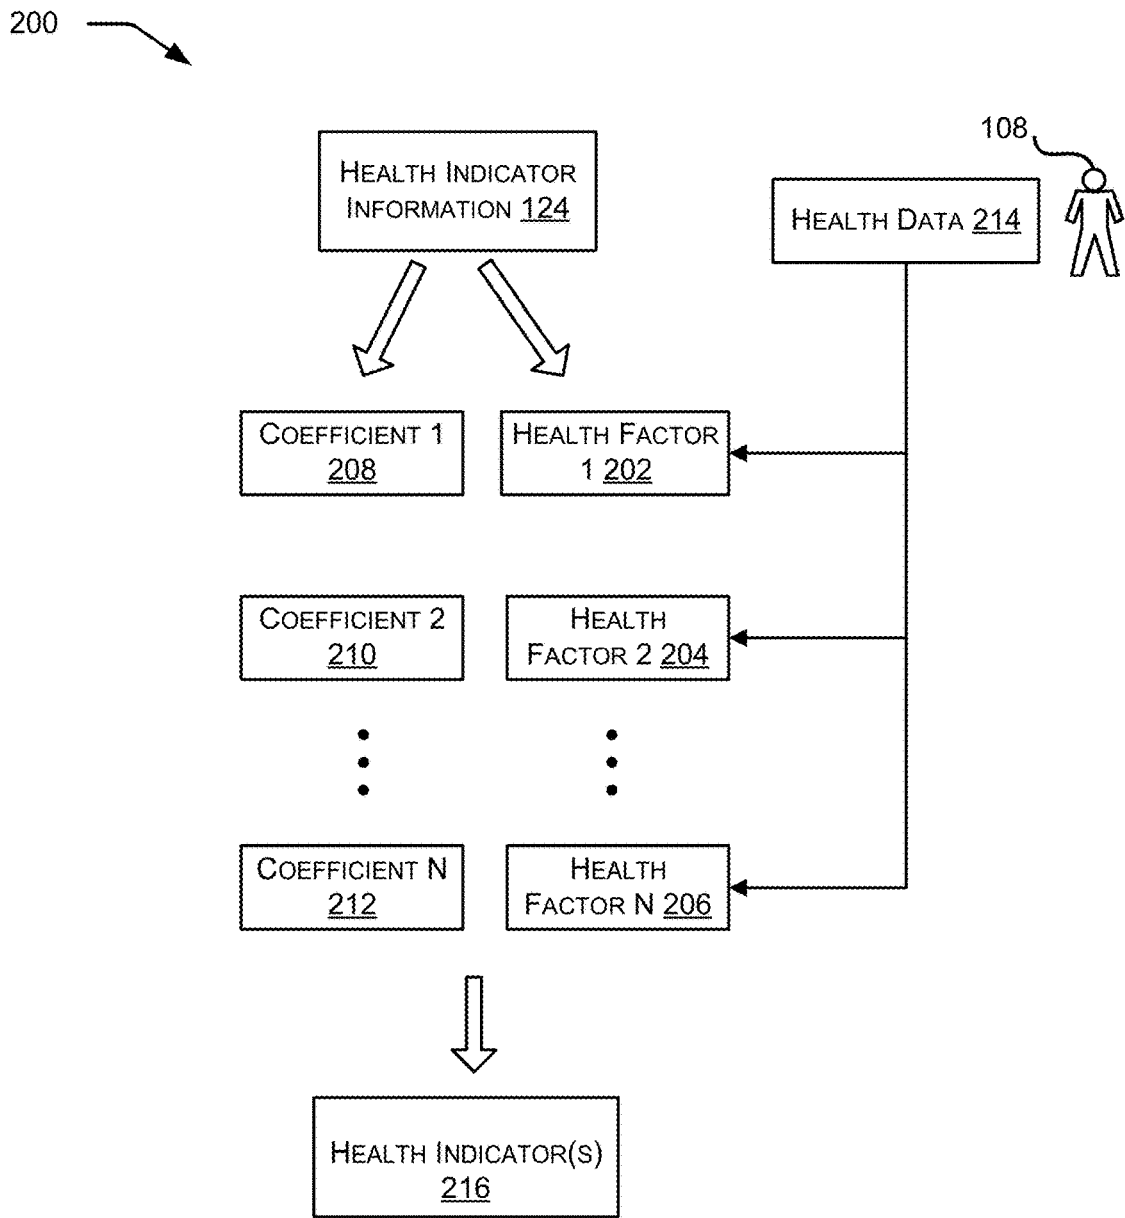 200
108
HEALTH INDICATOR
INFORMATION 124
HEALTH DATA 214
COEFFICIENT 1
208
HEALTH FACTOR
1 202
COEFFICIENT 2
210
HEALTH
FACTOR 2 204
COEFFICIENT N
212
HEALTH
FACTOR N 206
HEALTH INDICATOR(S)
216